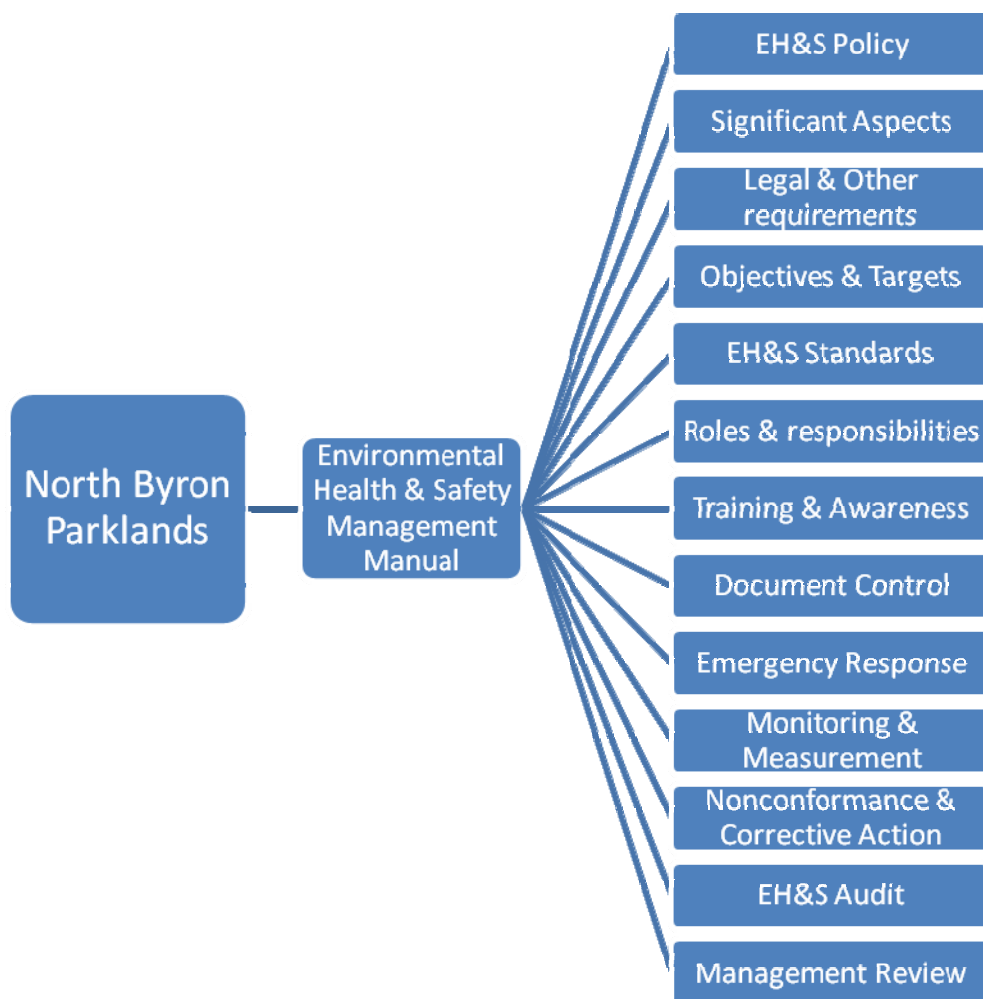 North Byron
Parklands
Environmental
Health & Safety
Management
Manual
EH&S Policy
Significant Aspects
Legal & Other
requirements
Objectives & Targets
EH&S Standards
Roles & responsibilities
Training & Awareness
Document Control
Emergency Response
Monitoring &
Measurement
Nonconformance &
Corrective Action
EH&S Audit
Management Review